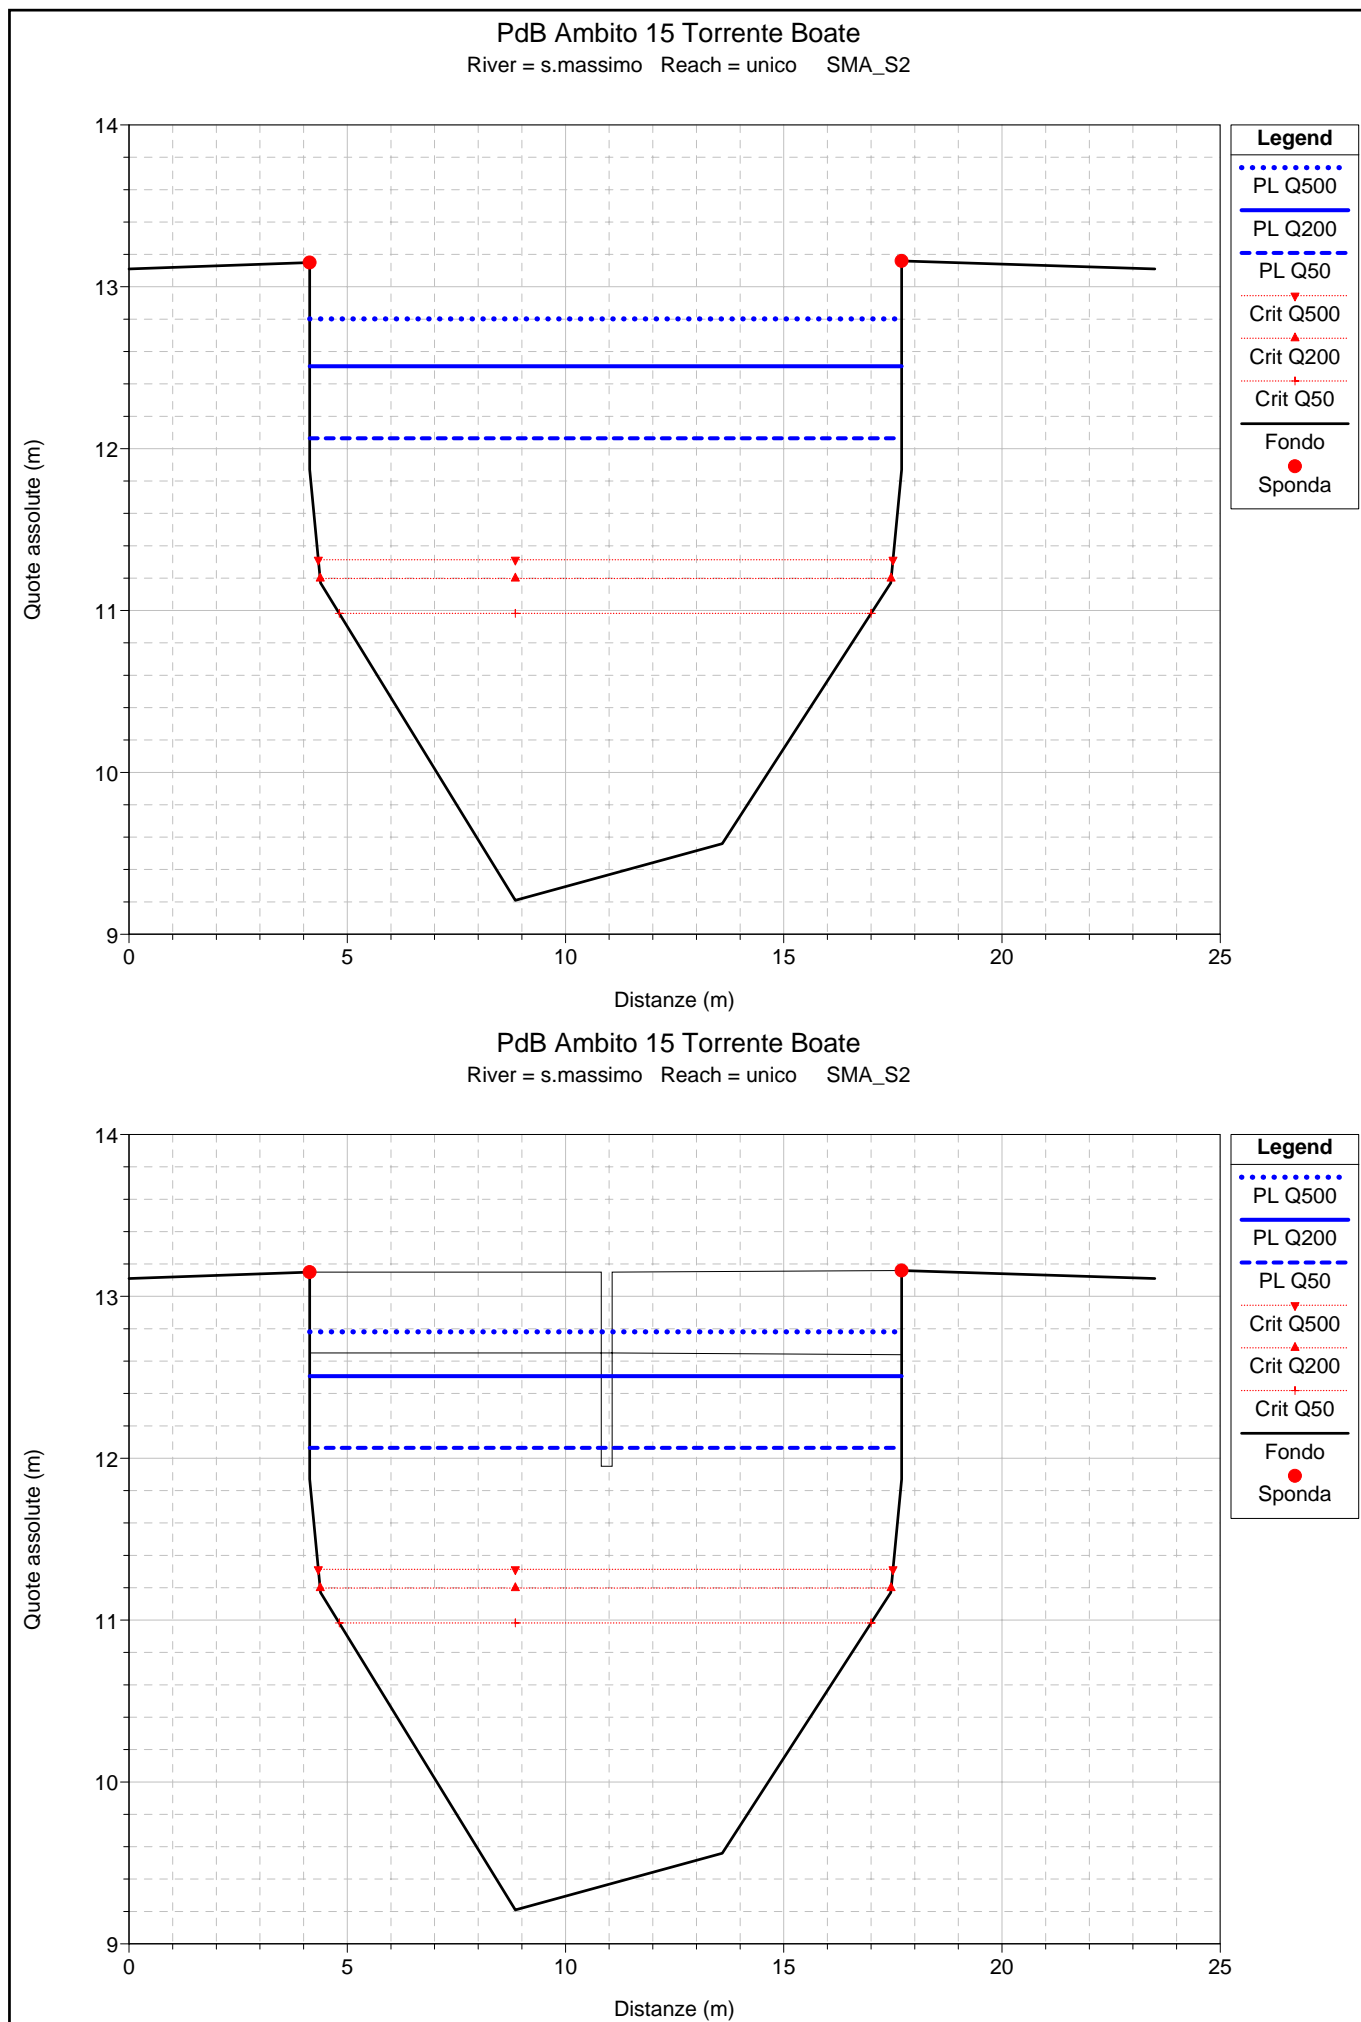 PdB Ambito 15 Torrente Boate
River = s.massimo Reach = unico SMA_S2
14
13
12
11
10
9
0 5 10 15 20 25
Quote assolute (m)
Distanze (m)
Legend
PL Q500
PL Q200
PL Q50
Crit Q500
Crit Q200
Crit Q50
Fondo
Sponda
PdB Ambito 15 Torrente Boate
River = s.massimo Reach = unico SMA_S2
14
13
12
11
10
9
0 5 10 15 20 25
Quote assolute (m)
Distanze (m)
Legend
PL Q500
PL Q200
PL Q50
Crit Q500
Crit Q200
Crit Q50
Fondo
Sponda